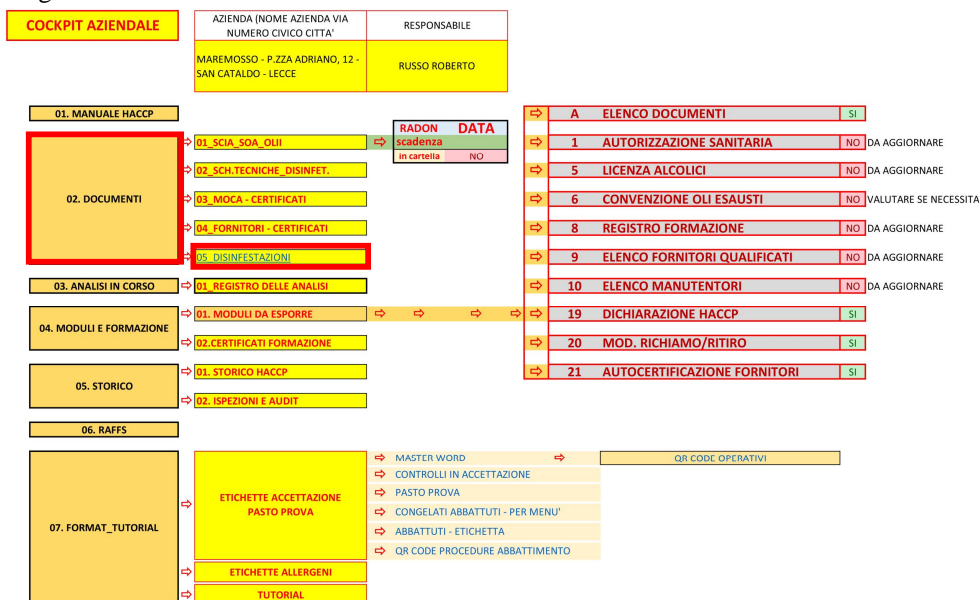 COCKPIT AZIENDALE
AZIENDA (NOME AZIENDA VIA
NUMERO CIVICO CITTA'
RESPONSABILE
MAREMOSSO - P.ZZA ADRIANO, 12 -
SAN CATALDO - LECCE
RUSSO ROBERTO
01. MANUALE HACCP
A ELENCO DOCUMENTI SI
RADON DATA
scadenza
in cartella NO
02. DOCUMENTI
01_SCIA_SOA_OLII
1 AUTORIZZAZIONE SANITARIA NO DA AGGIORNARE
02_SCH.TECNICHE_DISINFET.
5 LICENZA ALCOLICI NO DA AGGIORNARE
03_MOCA - CERTIFICATI
6 CONVENZIONE OLI ESAUSTI NO VALUTARE SE NECESSITA
04_FORNITORI - CERTIFICATI
8 REGISTRO FORMAZIONE NO DA AGGIORNARE
05_DISINFESTAZIONI
9 ELENCO FORNITORI QUALIFICATI NO DA AGGIORNARE
03. ANALISI IN CORSO
01_REGISTRO DELLE ANALISI
10 ELENCO MANUTENTORI NO DA AGGIORNARE
04. MODULI E FORMAZIONE
01. MODULI DA ESPORRE
19 DICHIARAZIONE HACCP SI
02.CERTIFICATI FORMAZIONE
20 MOD. RICHIAMO/RITIRO SI
05. STORICO
01. STORICO HACCP
21 AUTOCERTIFICAZIONE FORNITORI SI
02. ISPEZIONI E AUDIT
06. RAFFS
07. FORMAT_TUTORIAL
ETICHETTE ACCETTAZIONE
PASTO PROVA
MASTER WORD
QR CODE OPERATIVI
CONTROLLI IN ACCETTAZIONE
PASTO PROVA
CONGELATI ABBATTUTI - PER MENU'
ABBATTUTI - ETICHETTA
QR CODE PROCEDURE ABBATTIMENTO
ETICHETTE ALLERGENI
TUTORIAL